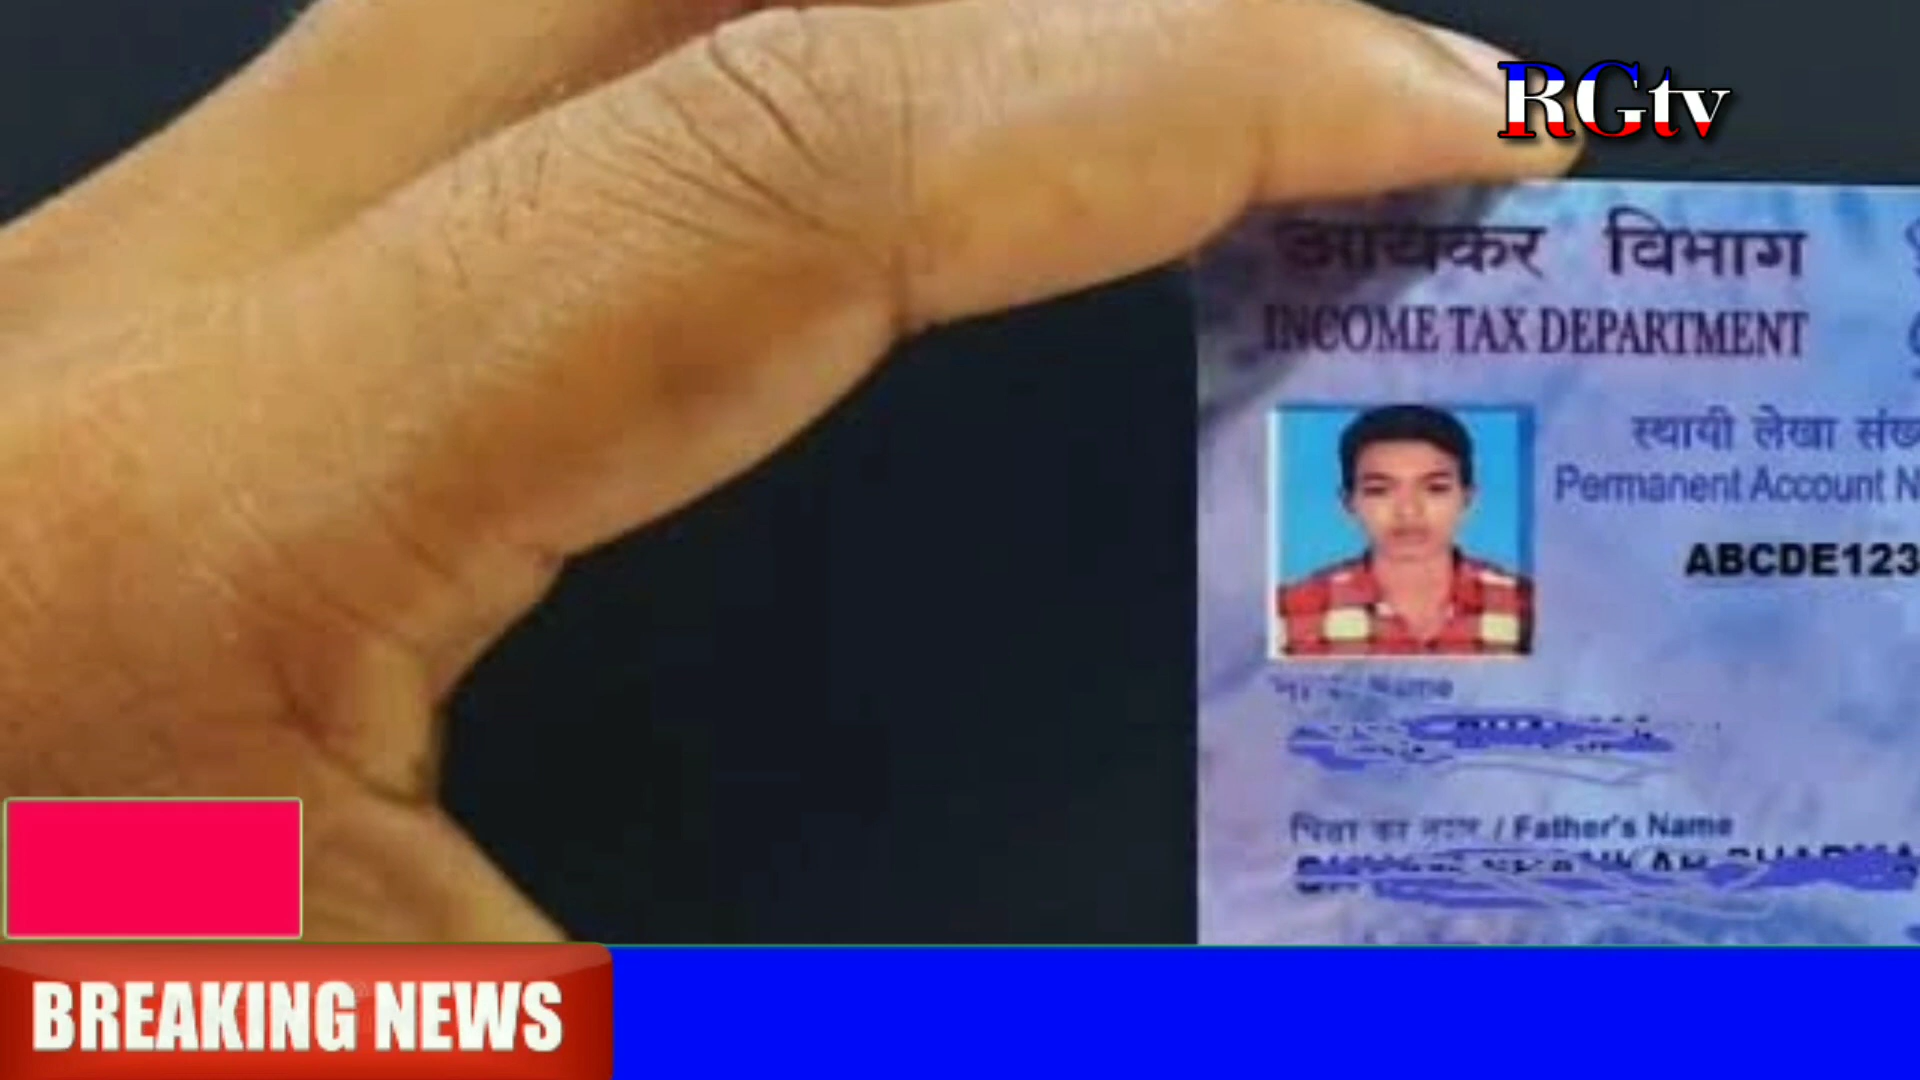 RGtv
आयकर विभाग
INCOME TAX DEPARTMENT
स्थायी लेखा
Permanent Account N
ABCDE123
Name
पिता का नाम / Father's Name
BREAKING NEWS